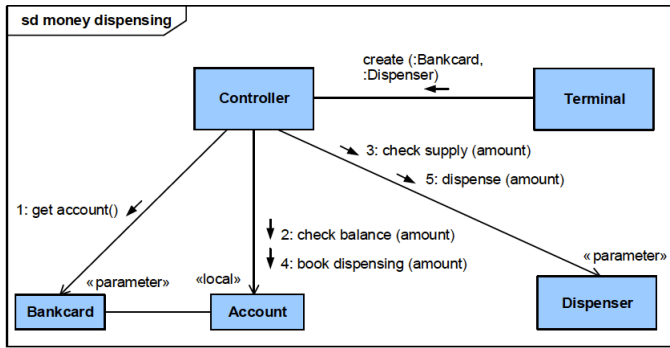 sd money dispensing
create (:Bankcard,
:Dispenser)
Controller
Terminal
3: check supply (amount)
5: dispense (amount)
1: get account()
2: check balance (amount)
4: book dispensing (amount)
«parameter»
«local»
«parameter»
Bankcard
Account
Dispenser